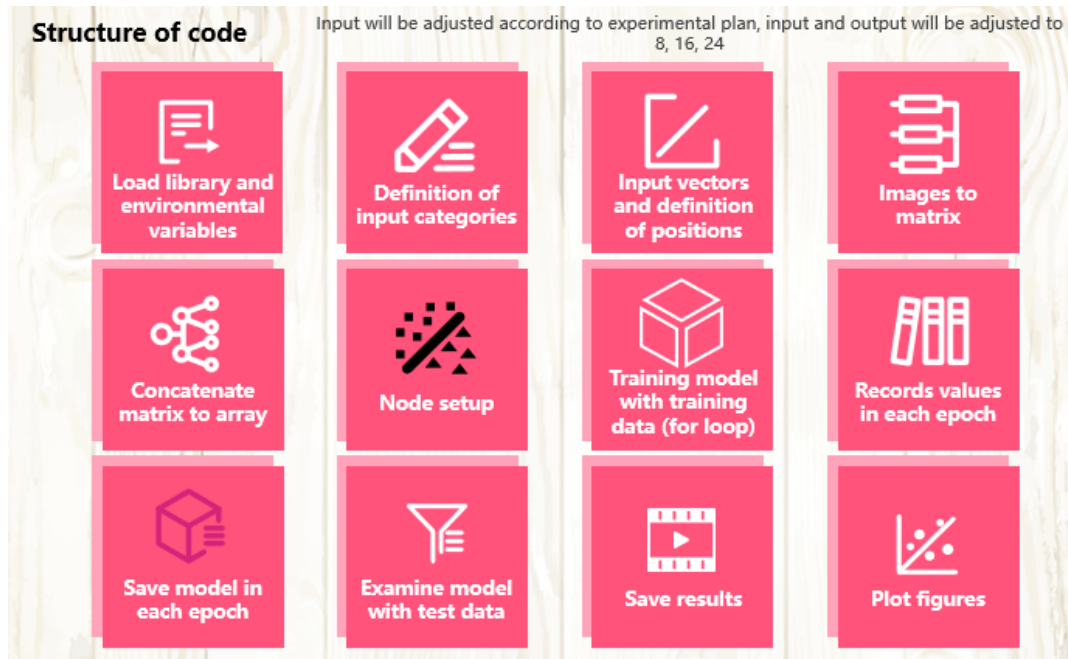 Structure of code
Input will be adjusted according to experimental plan, input and output will be adjusted to
8, 16, 24
Load library and
environmental
variables
Definition of
input categories
Input vectors
and definition
of positions
Images to
matrix
Concatenate
matrix to array
Node setup
Training model
with training
data (for loop)
Records values
in each epoch
Save model in
each epoch
Examine model
with test data
Save results
Plot figures